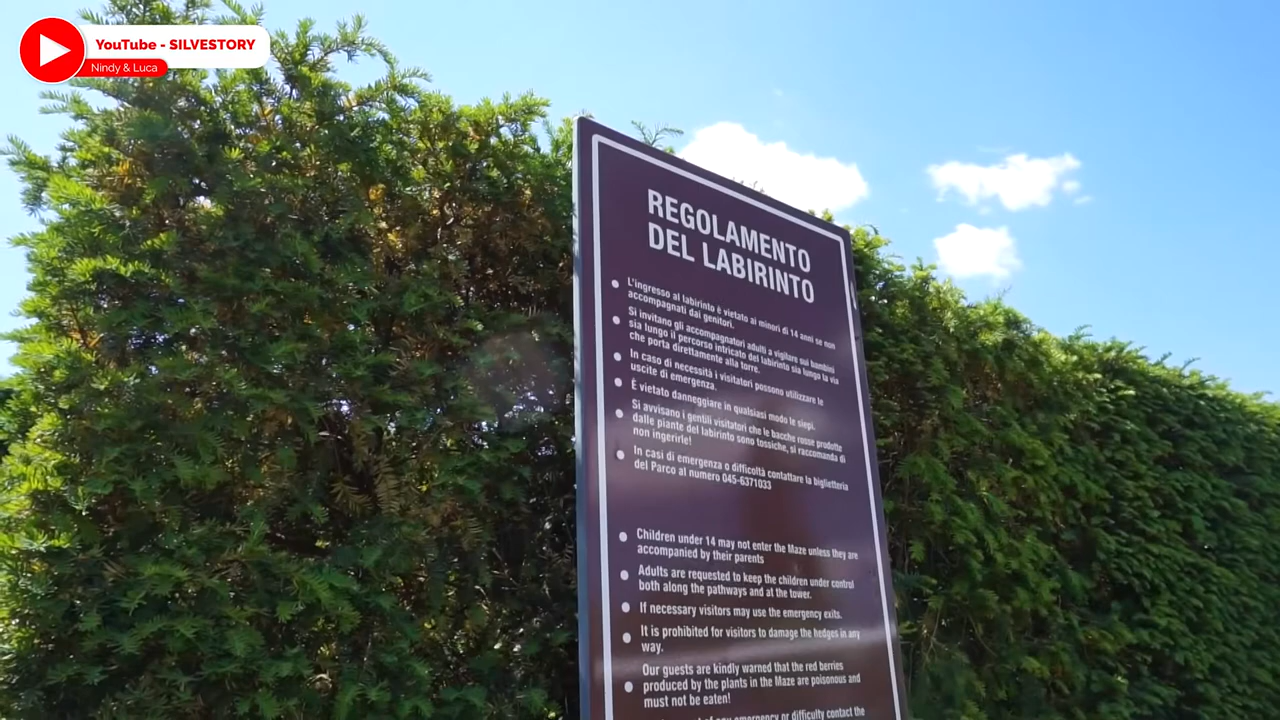 YouTube - SILVESTORY
Nindy & Luca
REGOLAMENTO
DEL LABIRINTO
L'ingresso al labirinto è vietato ai minori di 14 anni se non
accompagnati dai genitori.
Si invitano gli accompagnatori adulti a vigilare sui bambini
sia lungo il percorso intricato del labirinto sia lungo la via
che porta direttamente alla torre.
In caso di necessità i visitatori possono utilizzare le
uscite di emergenza.
È vietato danneggiare in qualsiasi modo le siepi.
Si avvisano i gentili visitatori che le bacche rosse prodotte
dalle piante del labirinto sono tossiche, si raccomanda di
non ingerirle!
In casi di emergenza o difficoltà contattare la biglietteria
del Parco al numero 045-6371033
Children under 14 may not enter the Maze unless they are
accompanied by their parents
Adults are requested to keep the children under control
both along the pathways and at the tower.
If necessary visitors may use the emergency exits.
It is prohibited for visitors to damage the hedges in any
way.
Our guests are kindly warned that the red berries
produced by the plants in the Maze are poisonous and
must not be eaten!
of any emergency or difficulty contact the